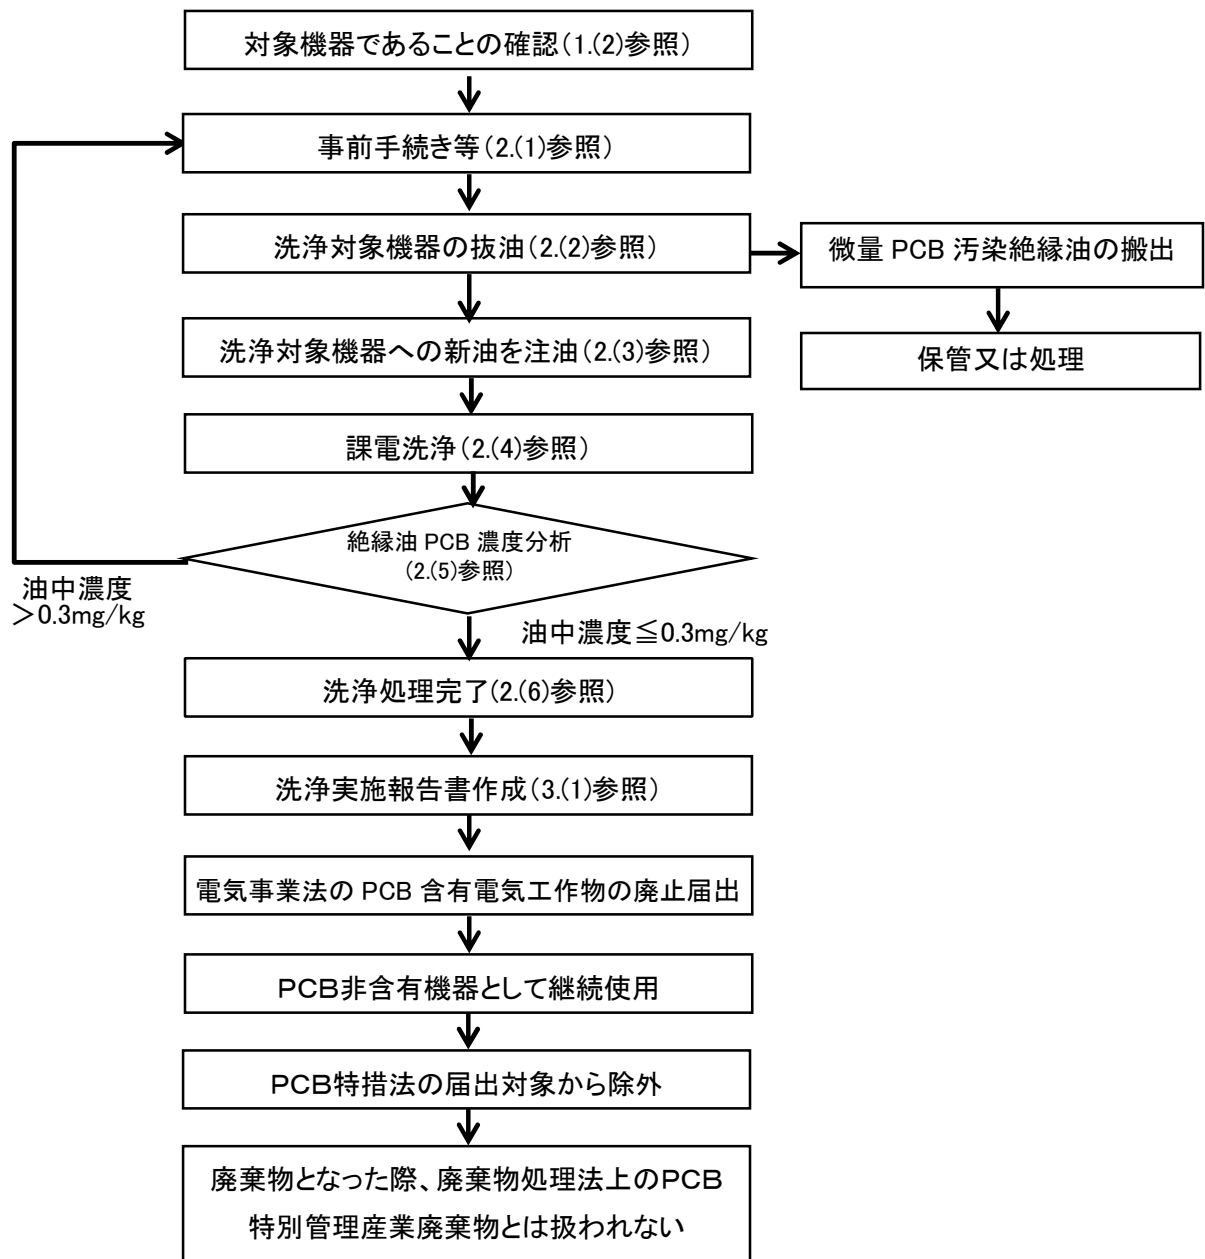 対象機器であることの確認(1.(2)参照)
事前手続き等(2.(1)参照)
洗浄対象機器の抜油(2.(2)参照)
微量 PCB 汚染絶縁油の搬出
保管又は処理
洗浄対象機器への新油を注油(2.(3)参照)
課電洗浄(2.(4)参照)
絶縁油 PCB 濃度分析
(2.(5)参照)
油中濃度
>0.3mg/kg
油中濃度≦0.3mg/kg
洗浄処理完了(2.(6)参照)
洗浄実施報告書作成(3.(1)参照)
電気事業法の PCB 含有電気工作物の廃止届出
PCB非含有機器として継続使用
PCB特措法の届出対象から除外
廃棄物となった際、廃棄物処理法上のPCB
特別管理産業廃棄物とは扱われない